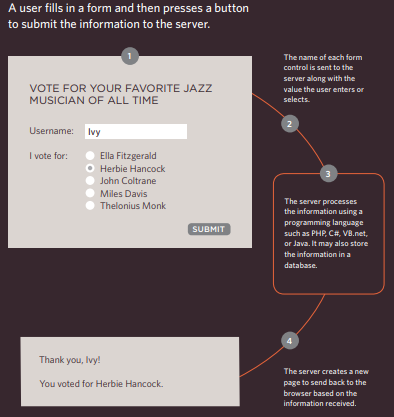 A user fills in a form and then presses a button
to submit the information to the server.
1
VOTE FOR YOUR FAVORITE JAZZ
MUSICIAN OF ALL TIME
Username: Ivy
I vote for: Ella Fitzgerald
Herbie Hancock
John Coltrane
Miles Davis
Thelonius Monk
SUBMIT
The name of each form
control is sent to the
server along with the
value the user enters or
selects.
2
3
The server processes
the information using a
programming language
such as PHP, C#, VB.net,
or Java. It may also store
the information in a
database.
4
The server creates a new
page to send back to the
browser based on the
information received.
Thank you, Ivy!
You voted for Herbie Hancock.